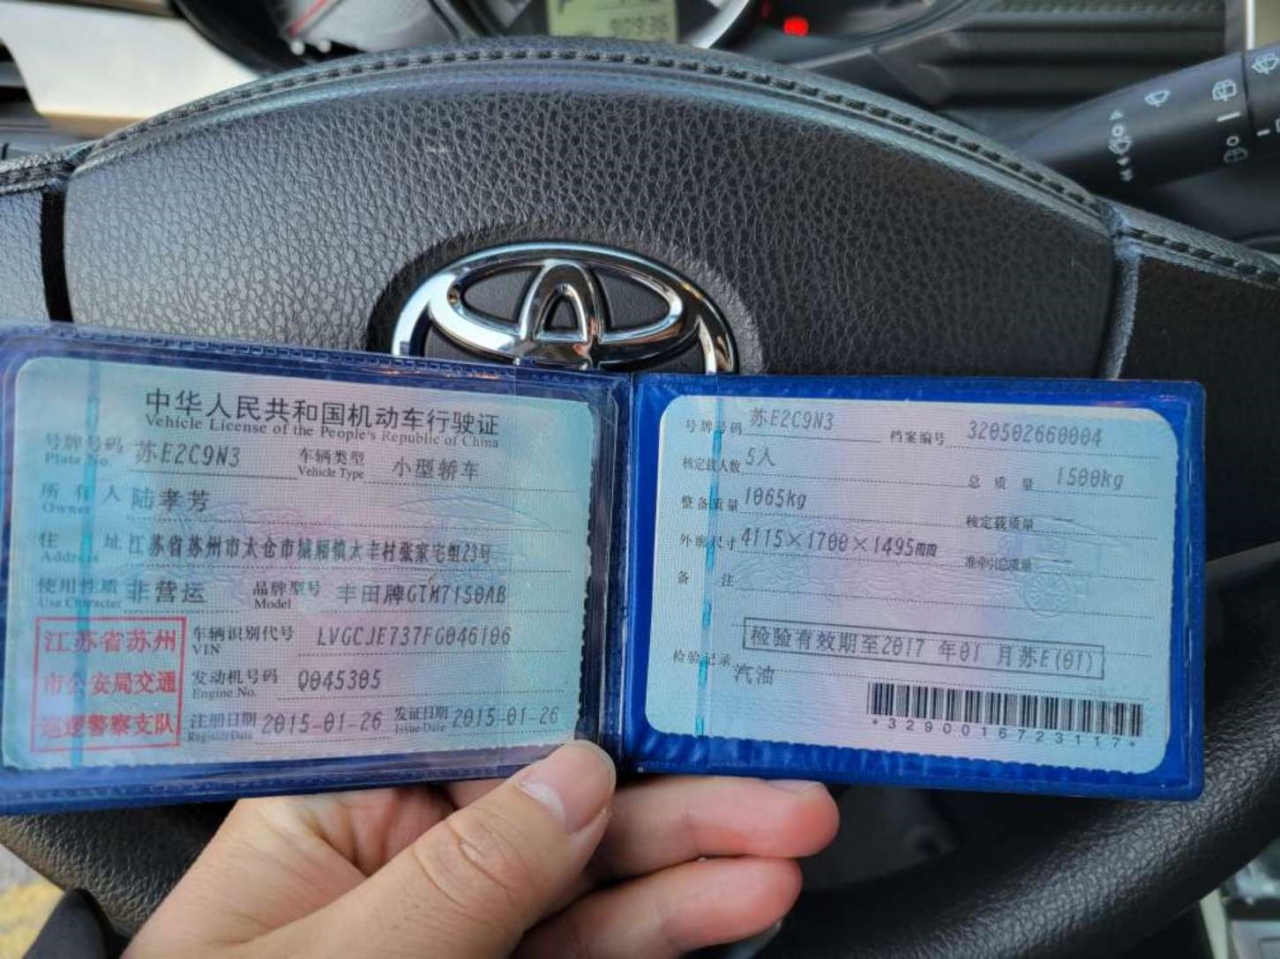 中华人民共和国机动车行驶证
Vehicle License of the People's Republic of China
号牌号码 苏E2C9N3 车辆类型 小型轿车
Plate No. Vehicle Type
所有人 陆孝芳
Owner
住址 江苏省苏州市太仓市城厢镇太丰村张家宅组23号
Address
使用性质 非营运 品牌型号 丰田牌GTM7150AB
Use Character Model
江苏省苏州
市公安局交通
巡逻警察支队
车辆识别代号 LVGCJE737FG046106
VIN
发动机号码 Q045305
Engine No.
注册日期 2015-01-26 发证日期 2015-01-26
Register Date Issue Date
号牌号码 苏E2C9N3 档案编号 320502660004
核定载人数 5人 总质量 1500kg
整备质量 1065kg 核定载质量 --
外廓尺寸 4115×1700×1495mm 准牵引总质量 --
备注
检验有效期至2017年01月苏E(01)
检验记录 汽油
*3290016723117*